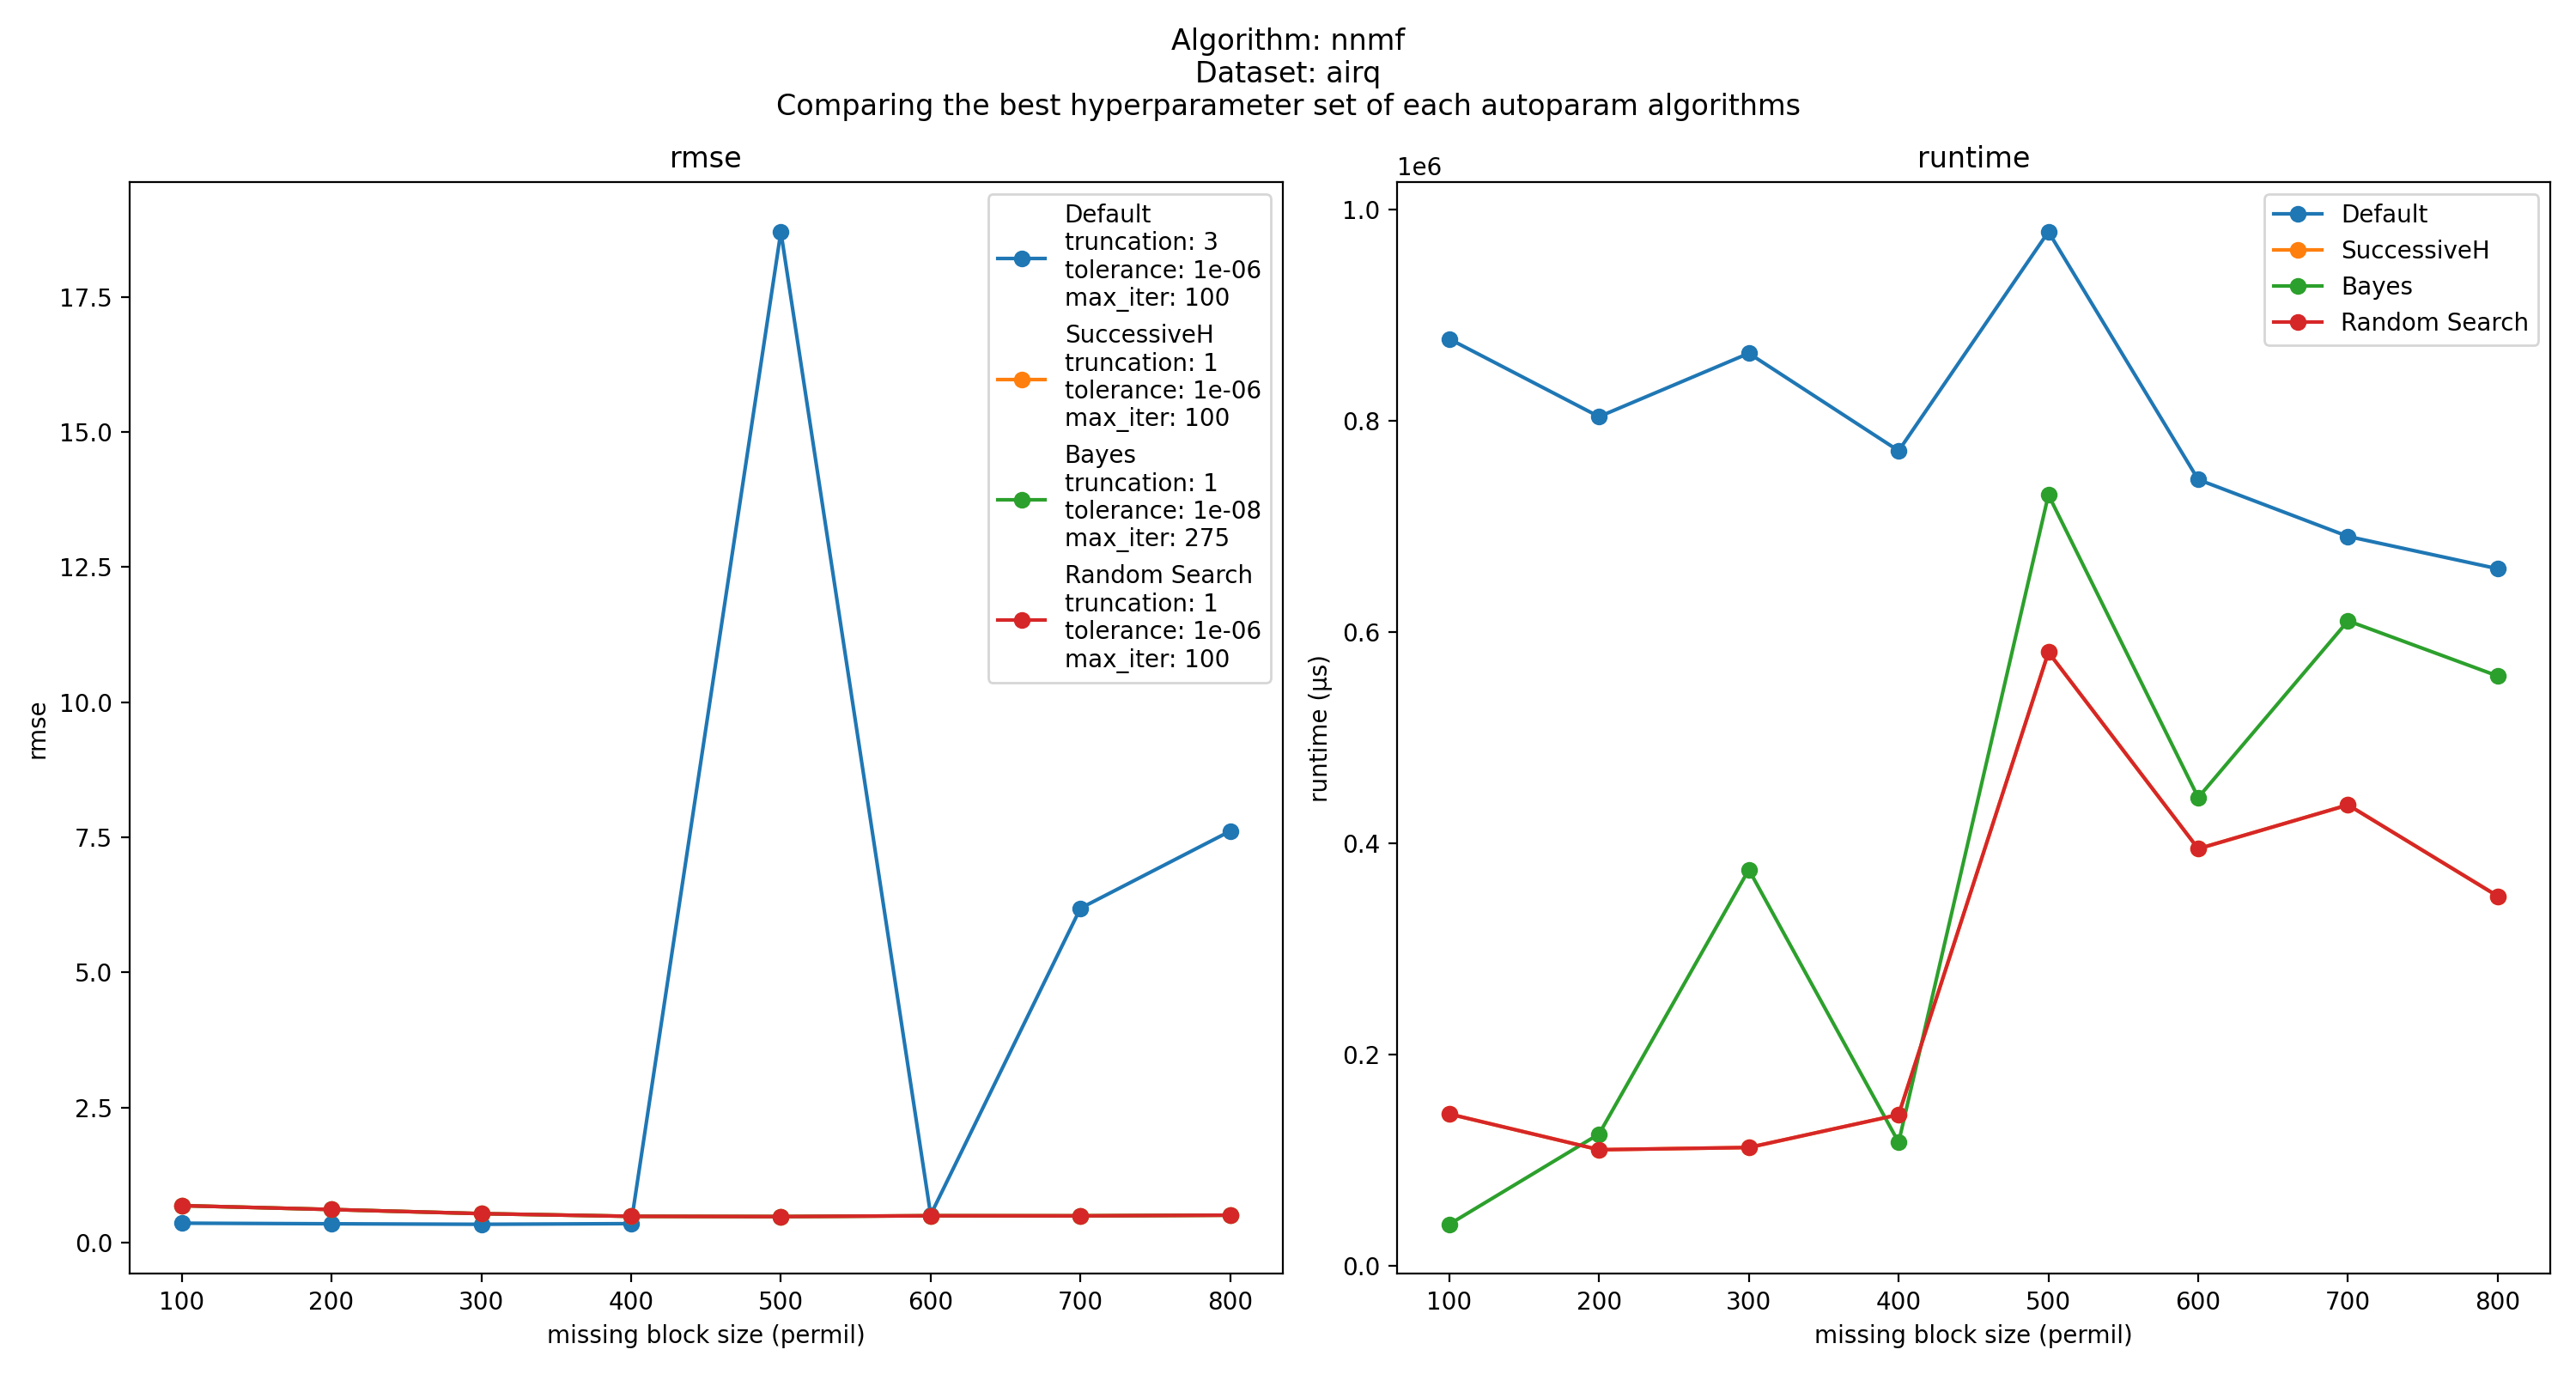 Algorithm: nnmf
Dataset: airq
Comparing the best hyperparameter set of each autoparam algorithms
rmse
17.5
15.0
12.5
10.0
7.5
5.0
2.5
0.0
rmse
Default
truncation: 3
tolerance: 1e-06
max_iter: 100
SuccessiveH
truncation: 1
tolerance: 1e-06
max_iter: 100
Bayes
truncation: 1
tolerance: 1e-08
max_iter: 275
Random Search
truncation: 1
tolerance: 1e-06
max_iter: 100
100 200 300 400 500 600 700 800
missing block size (permil)
runtime
1e6
1.0
0.8
0.6
0.4
0.2
0.0
runtime (µs)
Default
SuccessiveH
Bayes
Random Search
100 200 300 400 500 600 700 800
missing block size (permil)